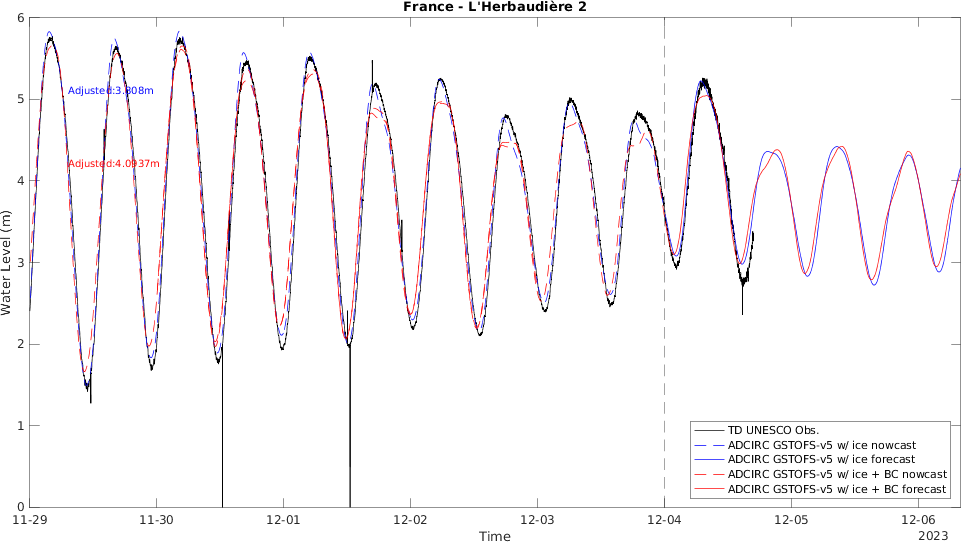 France - L'Herbaudière 2
6
5
4
3
2
1
0
Water Level (m)
Adjusted:3.808m
Adjusted:4.0937m
TD UNESCO Obs.
ADCIRC GSTOFS-v5 w/ ice nowcast
ADCIRC GSTOFS-v5 w/ ice forecast
ADCIRC GSTOFS-v5 w/ ice + BC nowcast
ADCIRC GSTOFS-v5 w/ ice + BC forecast
11-29 11-30 12-01 12-02 12-03 12-04 12-05 12-06
Time
2023